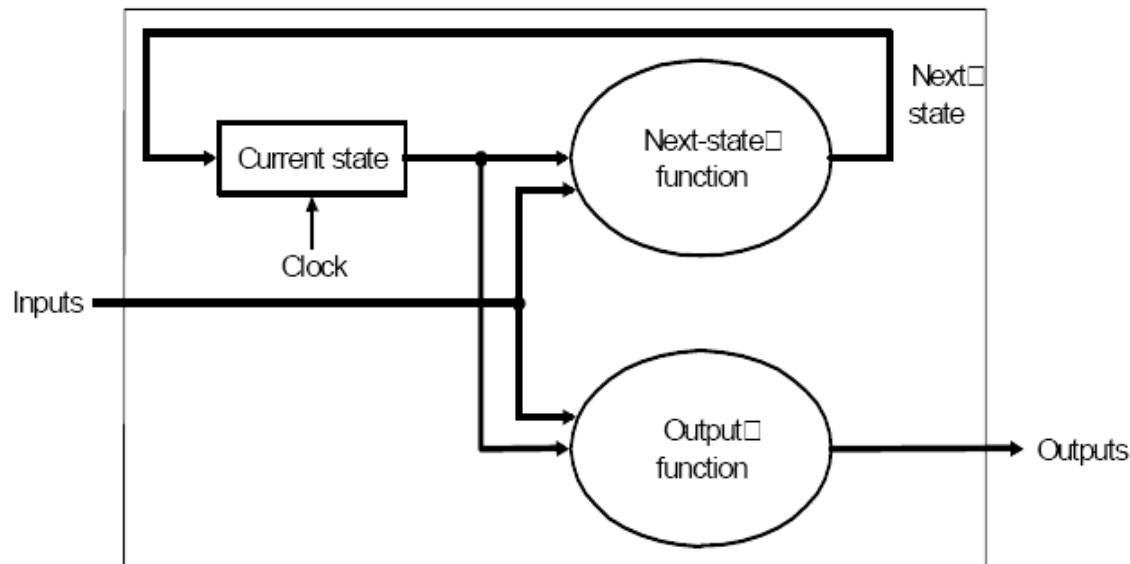 Next□
state
Next-state□
function
Current state
Clock
Inputs
Output□
function
Outputs